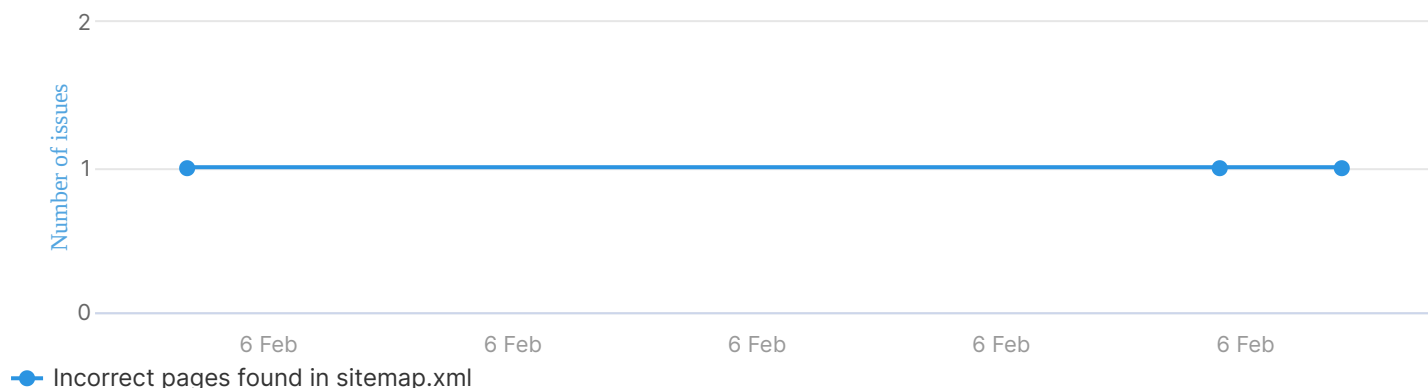 2
Number of issues
1
0
6 Feb 6 Feb 6 Feb 6 Feb 6 Feb
Incorrect pages found in sitemap.xml